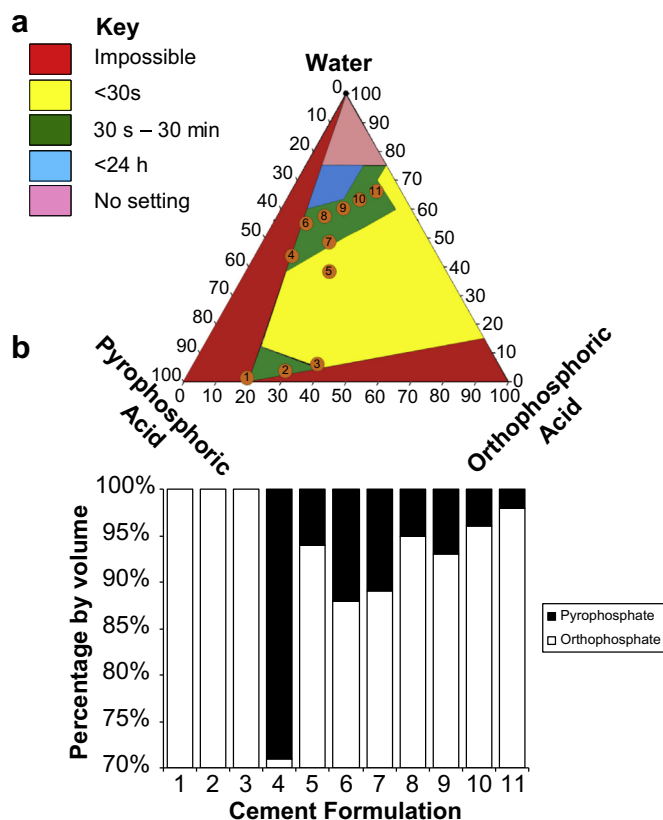 a
Key
Impossible
<30s
30 s – 30 min
<24 h
No setting
Water
0
10
20
30
40
50
60
70
80
90
100
100
90
80
70
60
50
40
30
20
10
0
0 10 20 30 40 50 60 70 80 90 100
11
10
9
8
6
7
4
5
3
2
1
Pyrophosphoric
Acid
Orthophosphoric
Acid
b
Percentage by volume
100%
95%
90%
85%
80%
75%
70%
1 2 3 4 5 6 7 8 9 10 11
Cement Formulation
Pyrophosphate
Orthophosphate